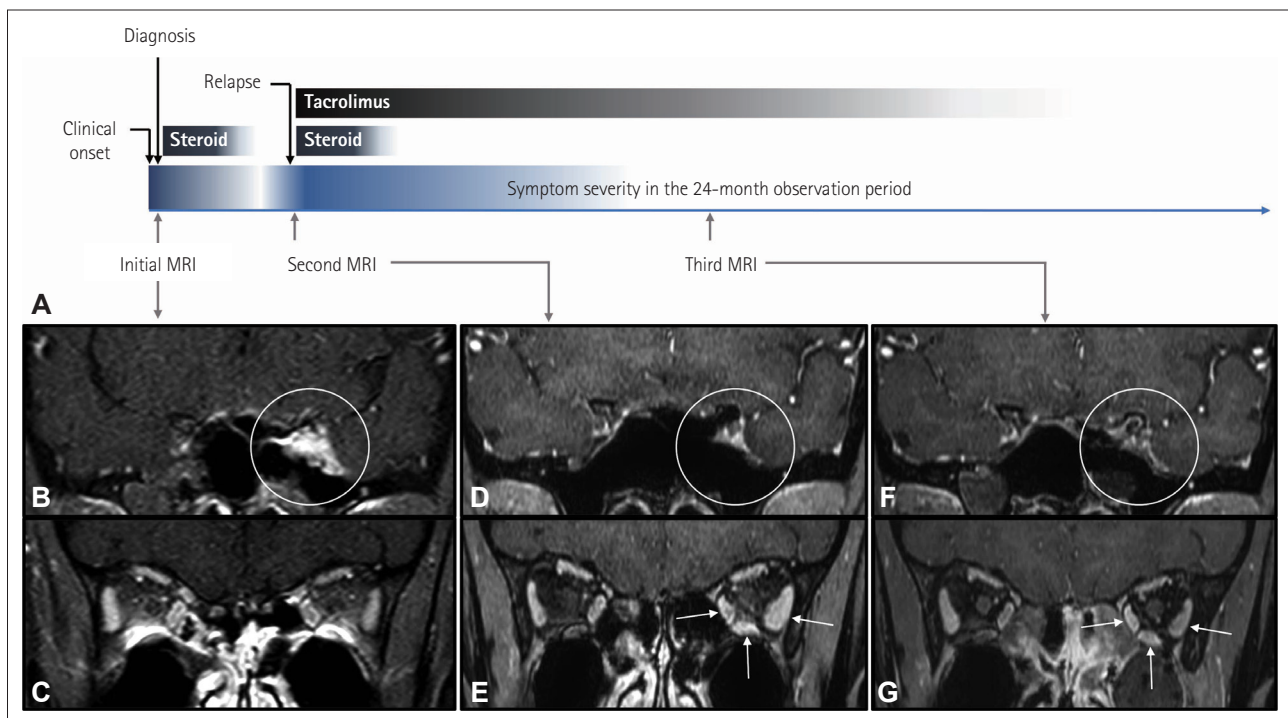 Diagnosis
Relapse
Tacrolimus
Clinical
onset
Steroid
Steroid
Symptom severity in the 24-month observation period
Initial MRI
Second MRI
Third MRI
A
B
D
F
C
E
G